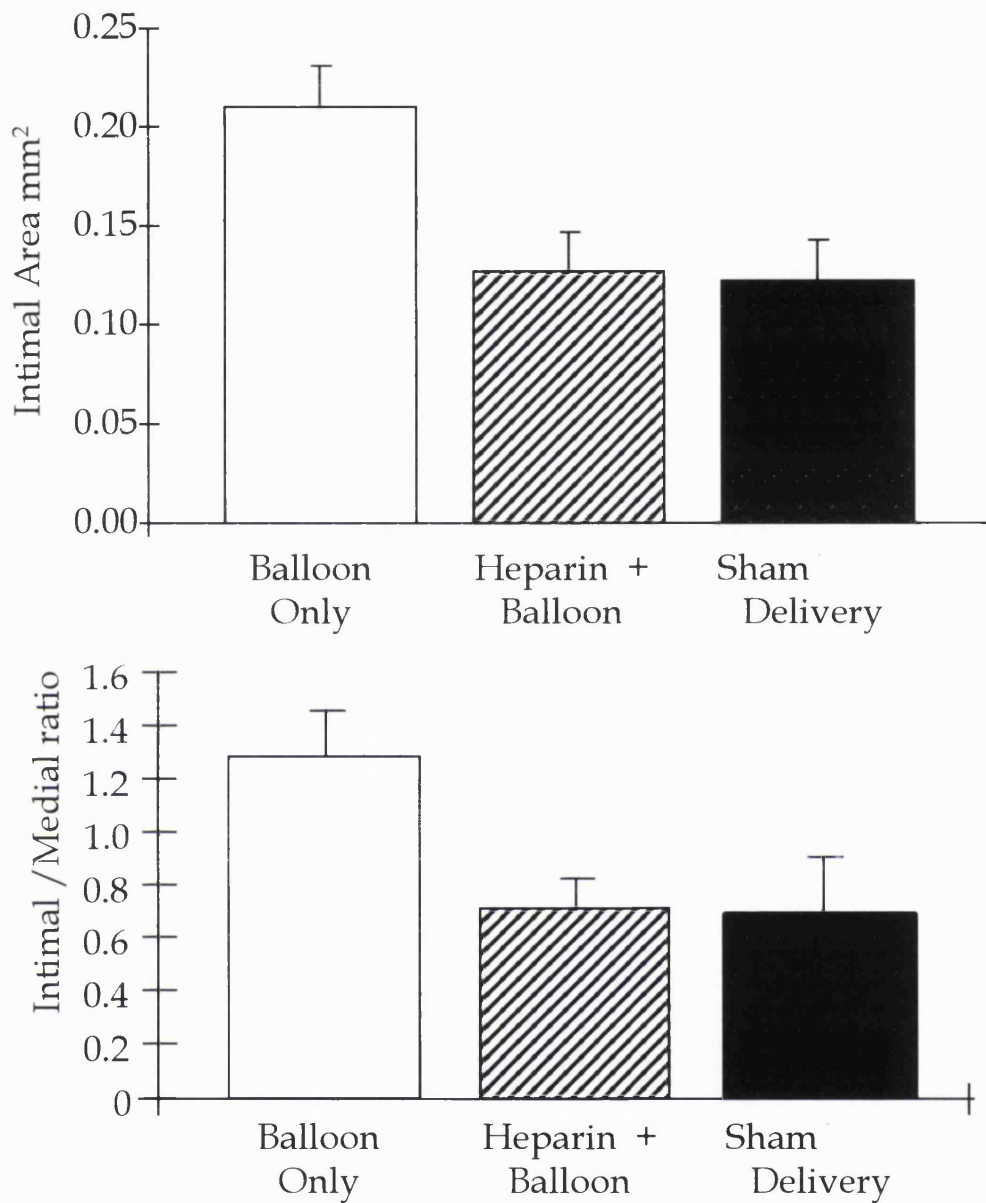 Intimal Area mm²
0.25
0.20
0.15
0.10
0.05
0.00
Balloon
Only
Heparin +
Balloon
Sham
Delivery
Intimal /Medial ratio
1.6
1.4
1.2
1.0
0.8
0.6
0.4
0.2
0
Balloon
Only
Heparin +
Balloon
Sham
Delivery